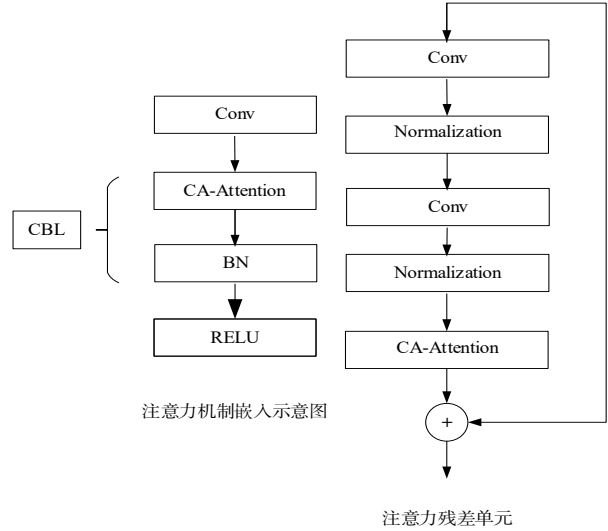 CBL
Conv
CA-Attention
BN
RELU
注意力机制嵌入示意图
Conv
Normalization
Conv
Normalization
CA-Attention
+
注意力残差单元